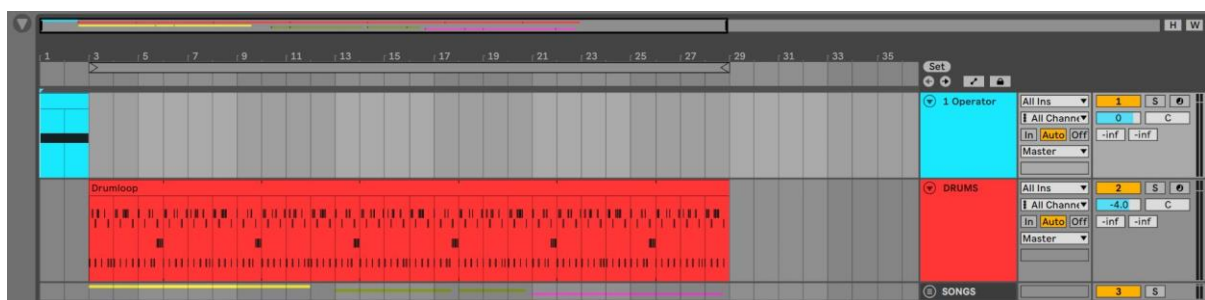 H W
1 3 5 7 9 11 13 15 17 19 21 23 25 27 29 31 33 35
Set
1 Operator All Ins 1 S
All Channe 0 C
In Auto Off -inf -inf
Master
Drumloop
DRUMS All Ins 2 S
All Channe -4.0 C
In Auto Off -inf -inf
Master
SONGS 3 S